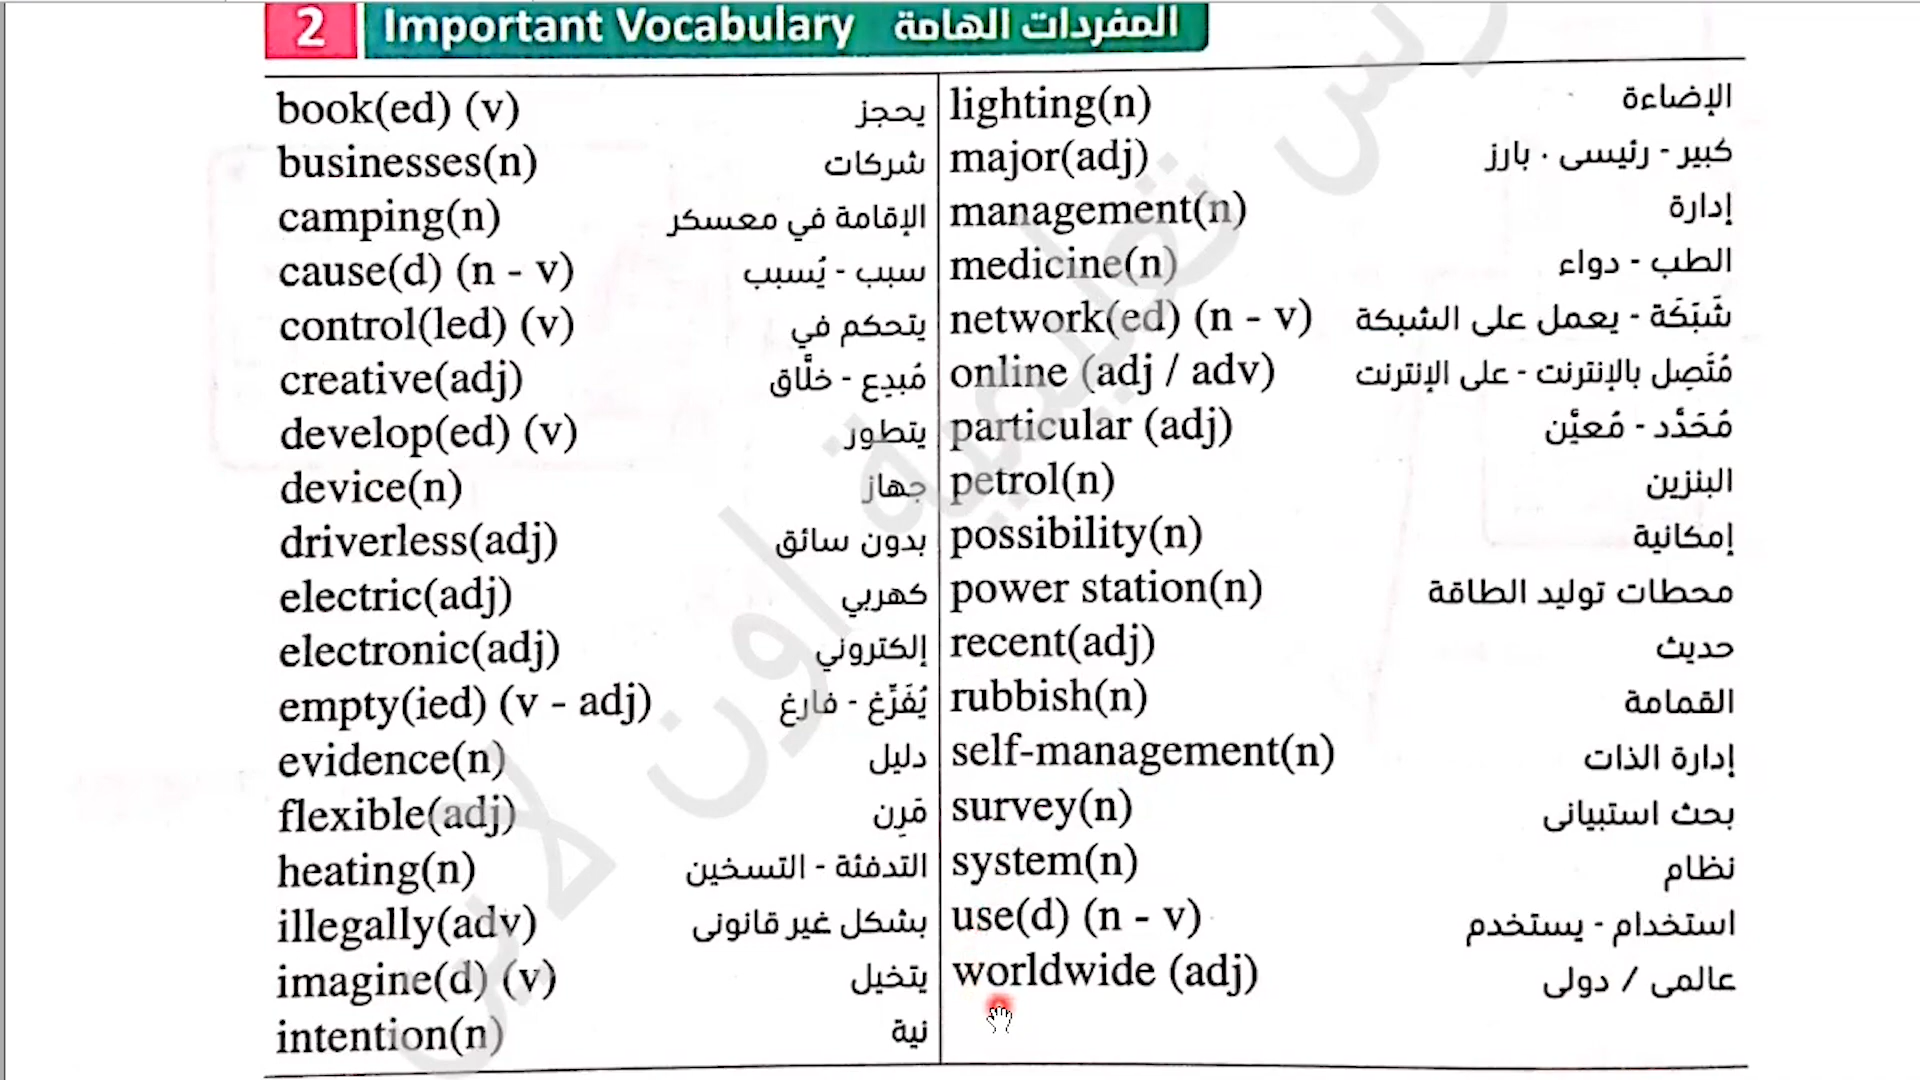 2 Important Vocabulary المفردات الهامة
book(ed) (v) يحجز
businesses(n) شركات
camping(n) الإقامة في معسكر
cause(d) (n - v) سبب - يُسبب
control(led) (v) يتحكم في
creative(adj) مُبدِع - خلَّاق
develop(ed) (v) يتطور
device(n) جهاز
driverless(adj) بدون سائق
electric(adj) كهربي
electronic(adj) إلكتروني
empty(ied) (v - adj) يُفَرِّغ - فارغ
evidence(n) دليل
flexible(adj) مَرِن
heating(n) التدفئة - التسخين
illegally(adv) بشكل غير قانونى
imagine(d) (v) يتخيل
intention(n) نية
lighting(n) الإضاءة
major(adj) كبير - رئيسى . بارز
management(n) إدارة
medicine(n) الطب - دواء
network(ed) (n - v) شَبَكَة - يعمل على الشبكة
online (adj / adv) مُتَّصِل بالإنترنت - على الإنترنت
particular (adj) مُحَدَّد - مُعيَّن
petrol(n) البنزين
possibility(n) إمكانية
power station(n) محطات توليد الطاقة
recent(adj) حديث
rubbish(n) القمامة
self-management(n) إدارة الذات
survey(n) بحث استبيانى
system(n) نظام
use(d) (n - v) استخدام - يستخدم
worldwide (adj) عالمى / دولى